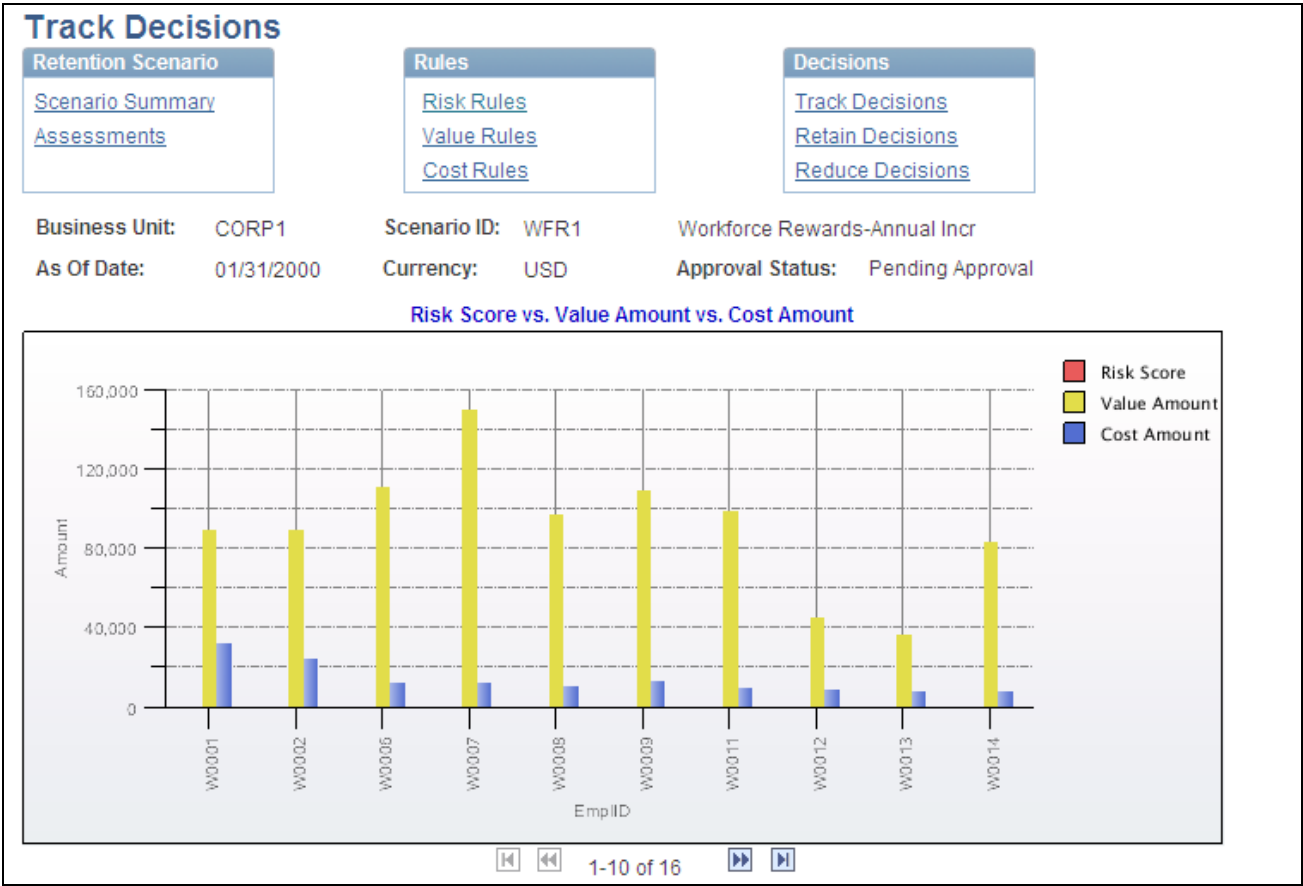 Track Decisions
Retention Scenario
Scenario Summary
Assessments
Rules
Risk Rules
Value Rules
Cost Rules
Decisions
Track Decisions
Retain Decisions
Reduce Decisions
Business Unit: CORP1 Scenario ID: WFR1 Workforce Rewards-Annual Incr
As Of Date: 01/31/2000 Currency: USD Approval Status: Pending Approval
Risk Score vs. Value Amount vs. Cost Amount
Risk Score
Value Amount
Cost Amount
160,000
120,000
80,000
40,000
0
Amount
W0001
W0002
W0006
W0007
W0008
W0009
W0011
W0012
W0013
W0014
EmplID
1-10 of 16